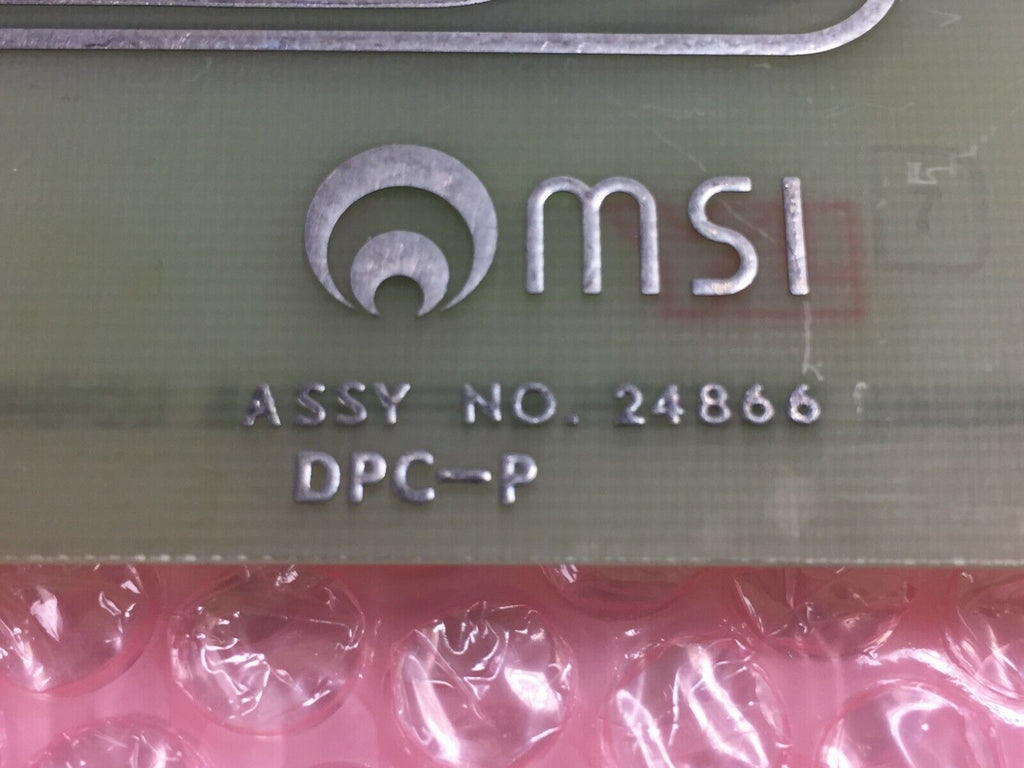 msi
ASSY NO. 24866
DPC-P